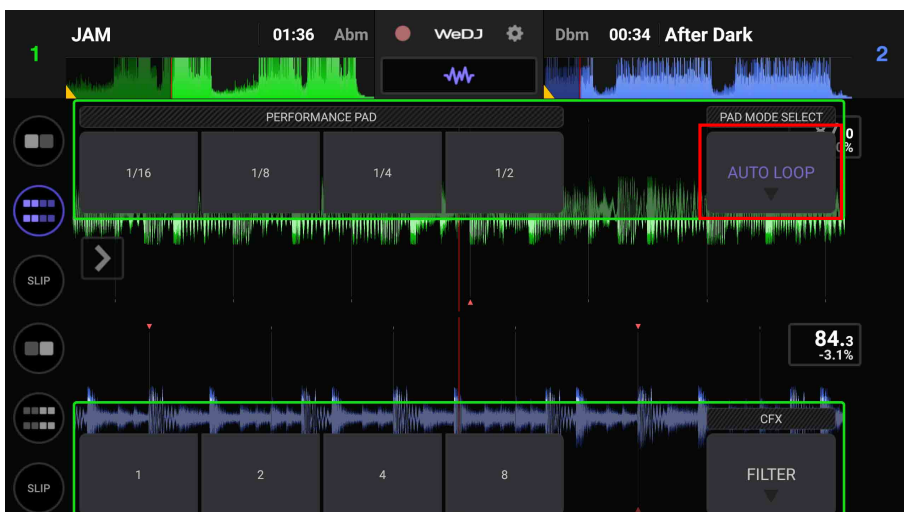 JAM 01:36 Abm WeDJ Dbm 00:34 After Dark
1 2
PERFORMANCE PAD PAD MODE SELECT
1/16 1/8 1/4 1/2 AUTO LOOP
SLIP
84.3
-3.1%
CFX
1 2 4 8 FILTER
SLIP